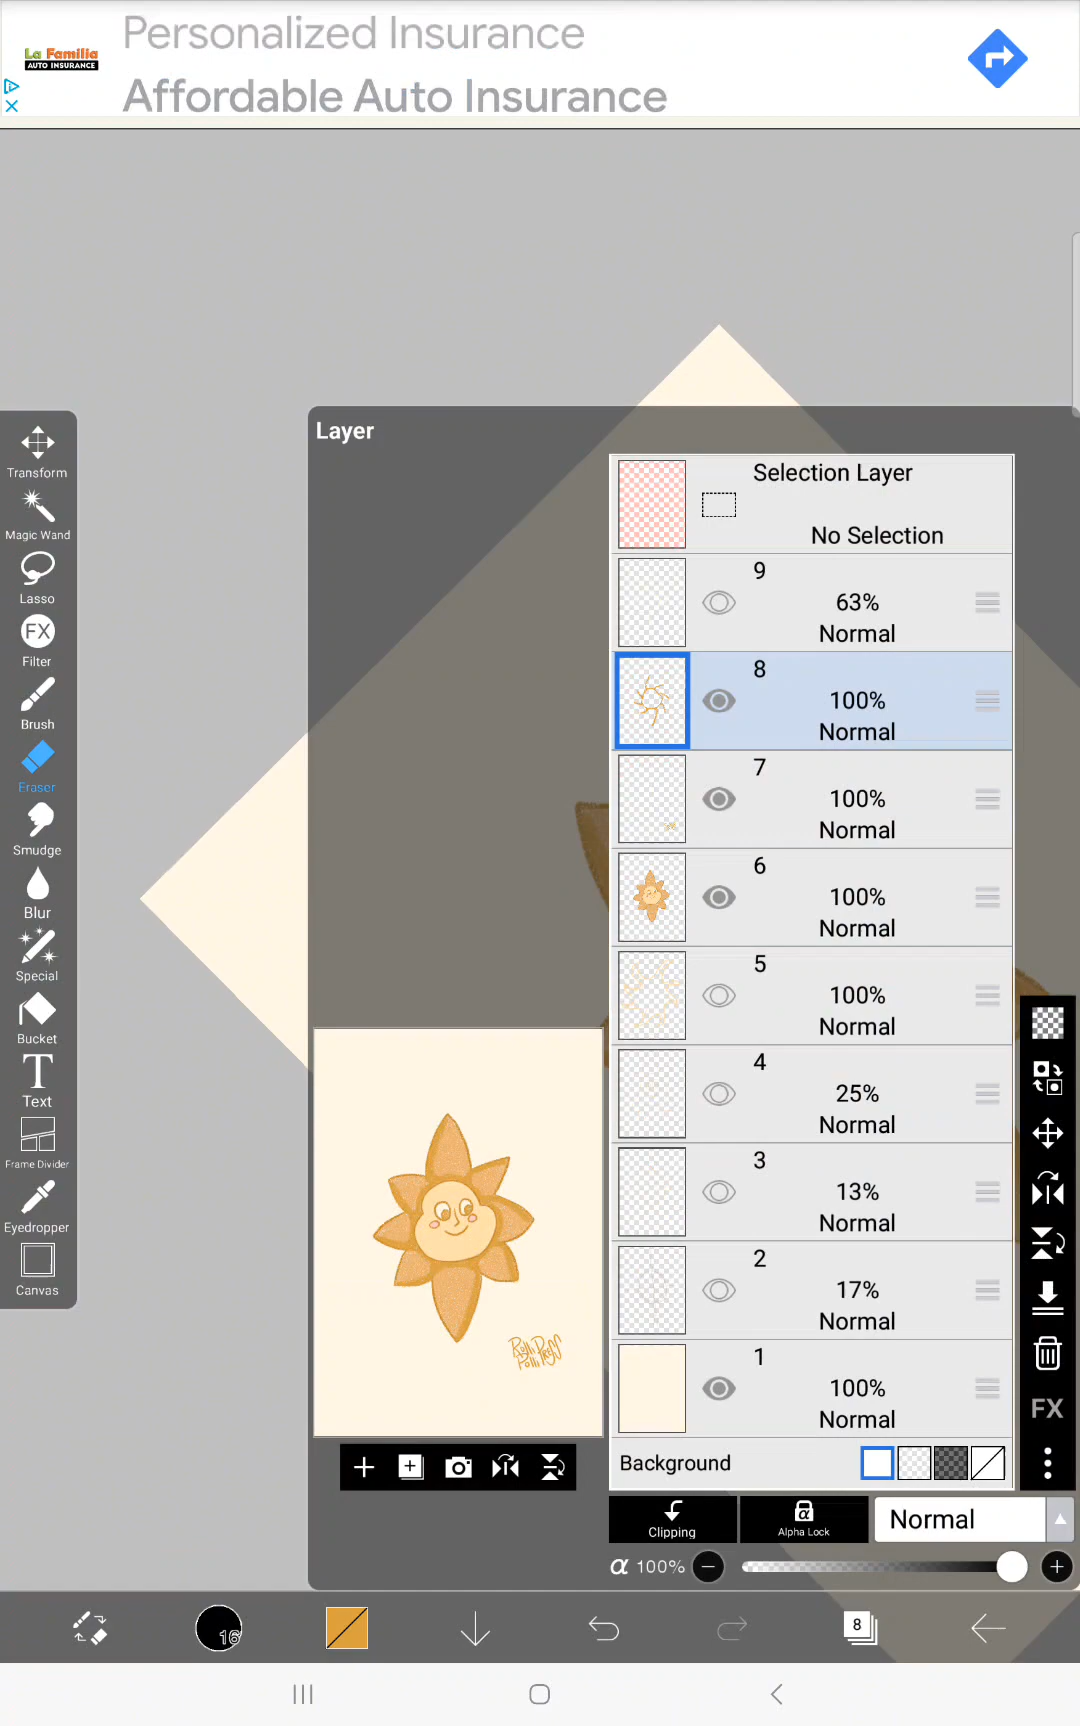 La Familia
AUTO INSURANCE
Personalized Insurance
Affordable Auto Insurance
Layer
Transform
Magic Wand
Lasso
FX
Filter
Brush
Eraser
Smudge
Blur
Special
Bucket
T
Text
Frame Divider
Eyedropper
Canvas
Selection Layer
No Selection
9
63%
Normal
8
100%
Normal
7
100%
Normal
6
100%
Normal
5
100%
Normal
4
25%
Normal
3
13%
Normal
2
17%
Normal
1
100%
Normal
Background
Rolli
Polli Press
FX
Clipping
α
Alpha Lock
Normal
α 100%
16
8